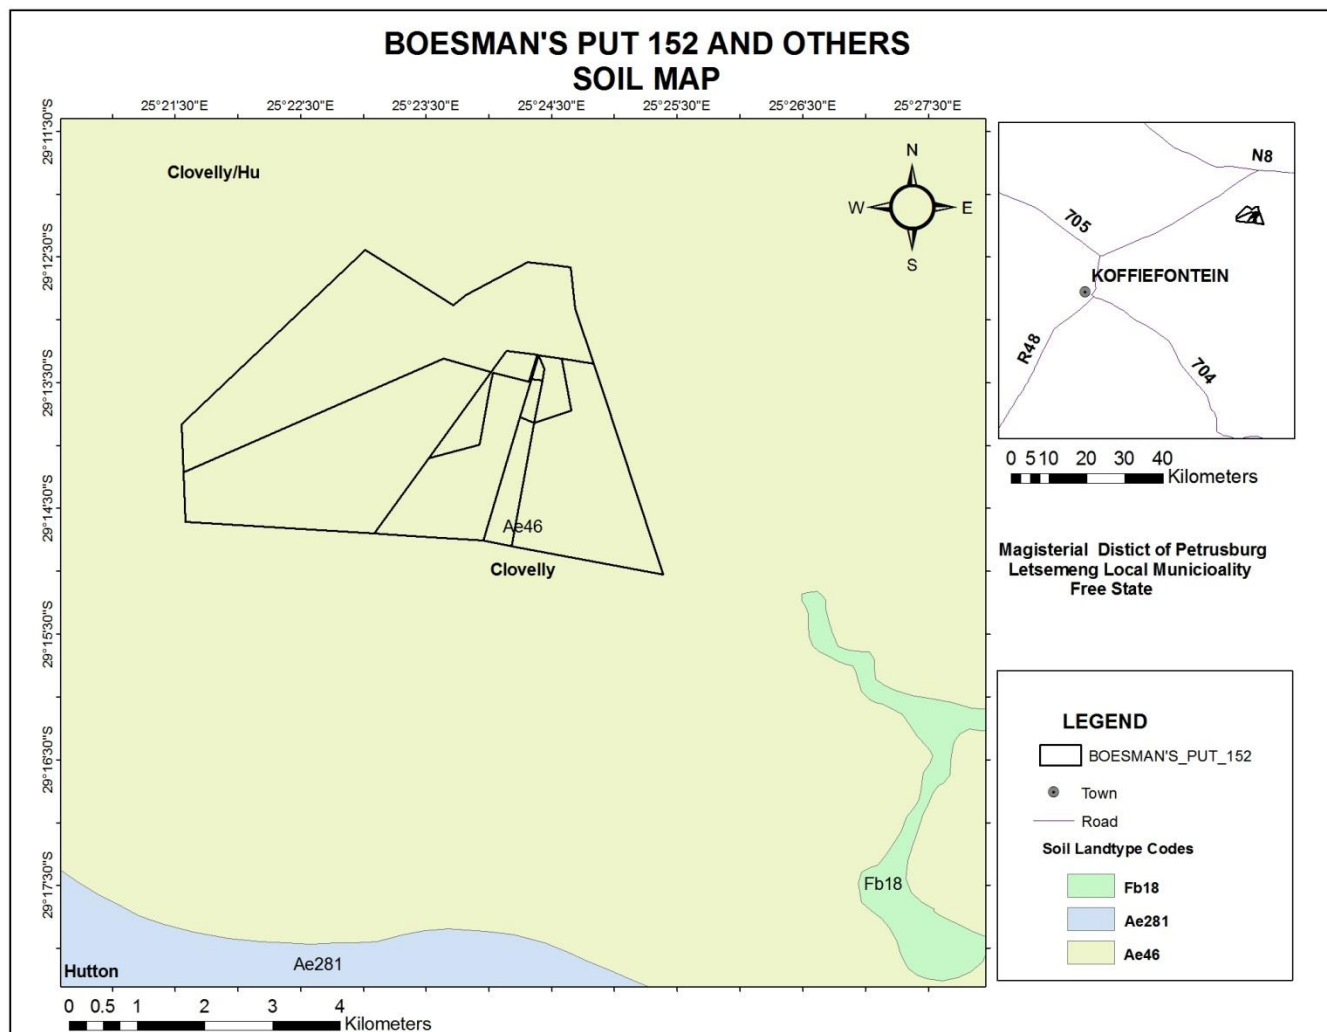 BOESMAN'S PUT 152 AND OTHERS
SOIL MAP
25°21'30"E 25°22'30"E 25°23'30"E 25°24'30"E 25°25'30"E 25°26'30"E 25°27'30"E
29°11'30"S
29°12'30"S
29°13'30"S
29°14'30"S
29°15'30"S
29°16'30"S
29°17'30"S
Clovelly/Hu
N
W E
S
Ae46
Clovelly
Fb18
Ae281
Hutton
0 0.5 1 2 3 4
Kilometers
N8
705
KOFFIEFONTEIN
R48
704
0 5 10 20 30 40
Kilometers
Magisterial Distict of Petrusburg
Letsemeng Local Municioality
Free State
LEGEND
BOESMAN'S_PUT_152
Town
Road
Soil Landtype Codes
Fb18
Ae281
Ae46